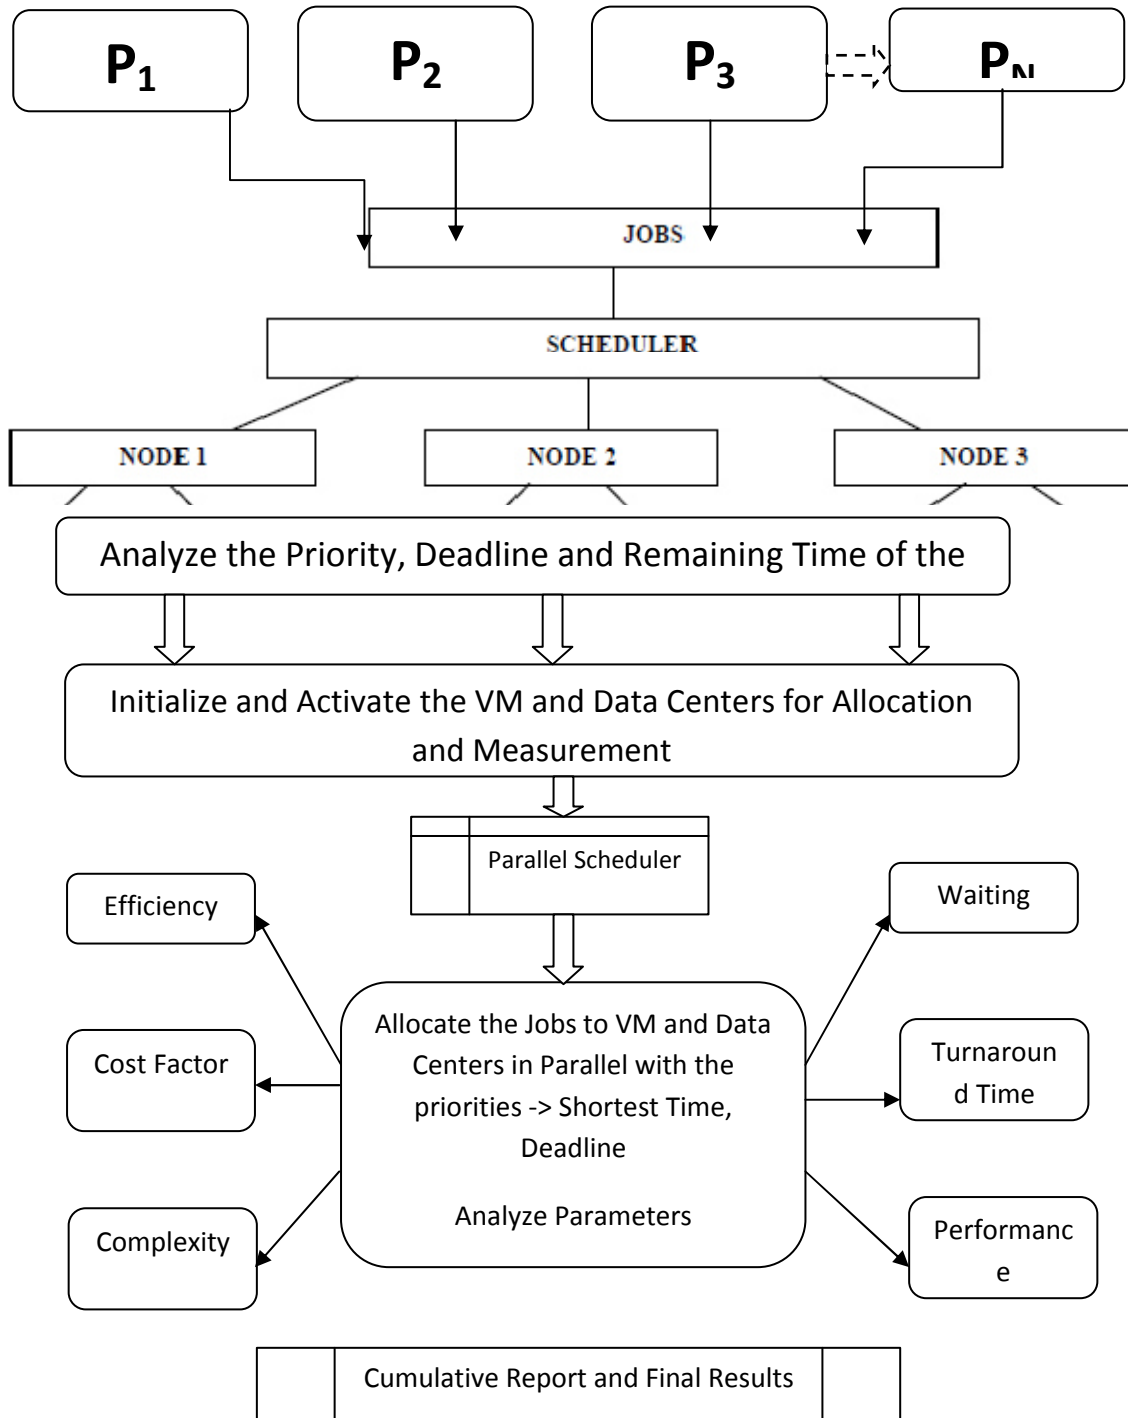 P1
P2
P3
PN
JOBS
SCHEDULER
NODE 1
NODE 2
NODE 3
Analyze the Priority, Deadline and Remaining Time of the
Initialize and Activate the VM and Data Centers for Allocation
and Measurement
Parallel Scheduler
Efficiency
Waiting
Allocate the Jobs to VM and Data
Centers in Parallel with the
priorities -> Shortest Time,
Deadline
Analyze Parameters
Cost Factor
Turnaroun
d Time
Complexity
Performanc
e
Cumulative Report and Final Results